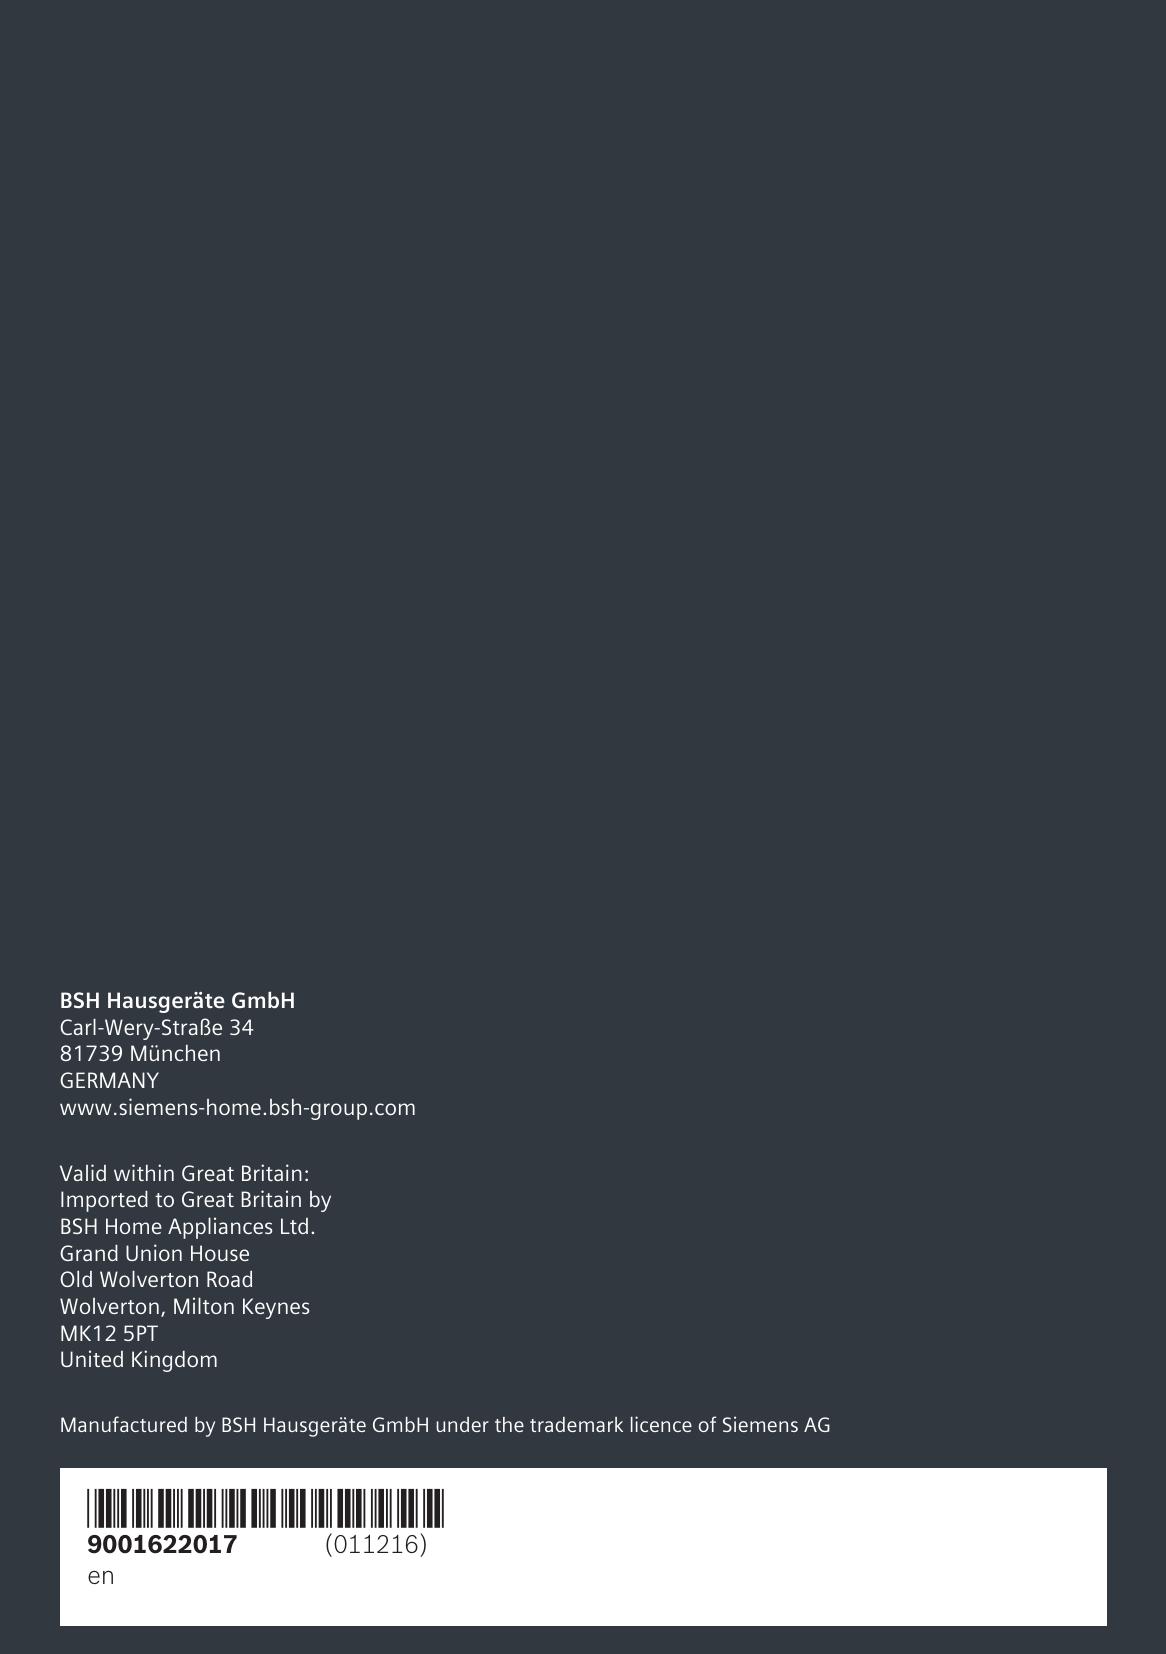 BSH Hausgeräte GmbH
Carl-Wery-Straße 34
81739 München
GERMANY
www.siemens-home.bsh-group.com
Valid within Great Britain:
Imported to Great Britain by
BSH Home Appliances Ltd.
Grand Union House
Old Wolverton Road
Wolverton, Milton Keynes
MK12 5PT
United Kingdom
Manufactured by BSH Hausgeräte GmbH under the trademark licence of Siemens AG
9001622017 (011216)
en